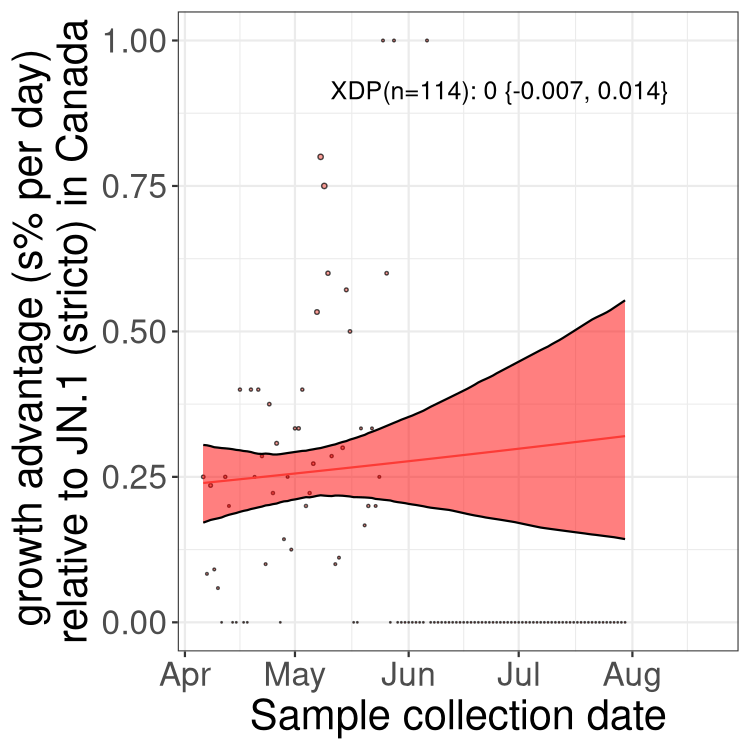 growth advantage (s% per day)
relative to JN.1 (stricto) in Canada
1.00
0.75
0.50
0.25
0.00
XDP(n=114): 0 {-0.007, 0.014}
Apr May Jun Jul Aug
Sample collection date